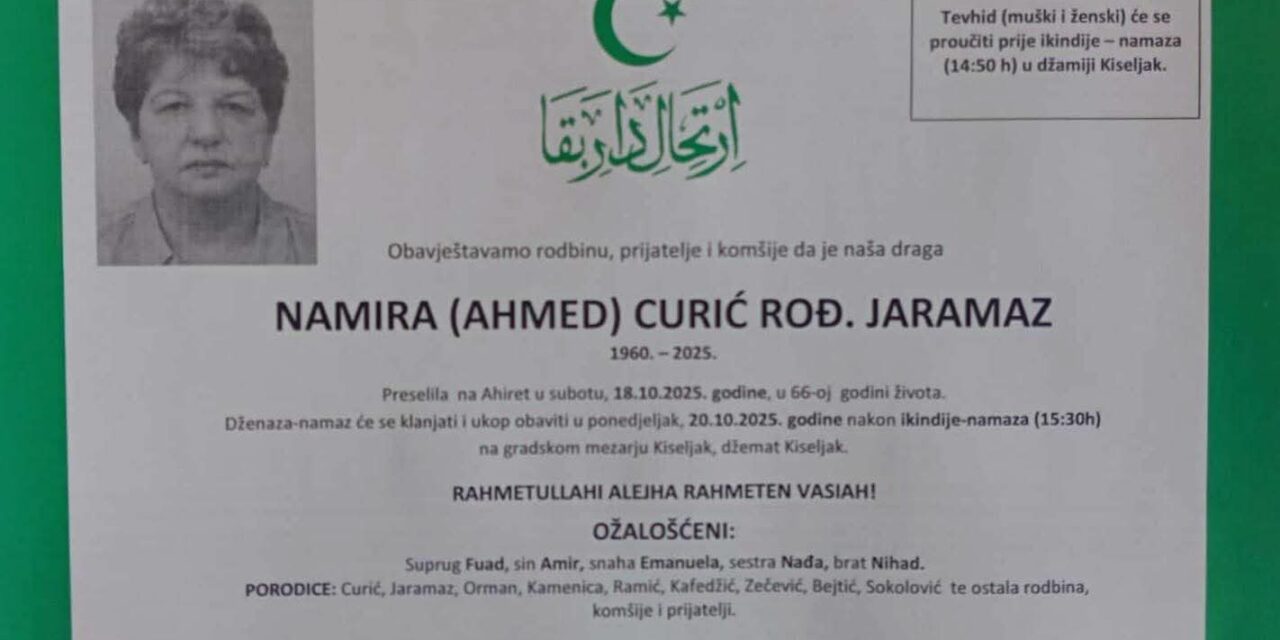 Tevhid (muški i ženski) će se
proučiti prije ikindije – namaza
(14:50 h) u džamiji Kiseljak.
اِرْتِحَالِ دَارِ بَقَا
Obavještavamo rodbinu, prijatelje i komšije da je naša draga
NAMIRA (AHMED) CURIĆ ROĐ. JARAMAZ
1960. – 2025.
Preselila na Ahiret u subotu, 18.10.2025. godine, u 66-oj godini života.
Dženaza-namaz će se klanjati i ukop obaviti u ponedjeljak, 20.10.2025. godine nakon ikindije-namaza (15:30h)
na gradskom mezarju Kiseljak, džemat Kiseljak.
RAHMETULLAHI ALEJHA RAHMETEN VASIAH!
OŽALOŠĆENI:
Suprug Fuad, sin Amir, snaha Emanuela, sestra Nađa, brat Nihad.
PORODICE: Curić, Jaramaz, Orman, Kamenica, Ramić, Kafedžić, Zečević, Bejtić, Sokolović te ostala rodbina,
komšije i prijatelji.